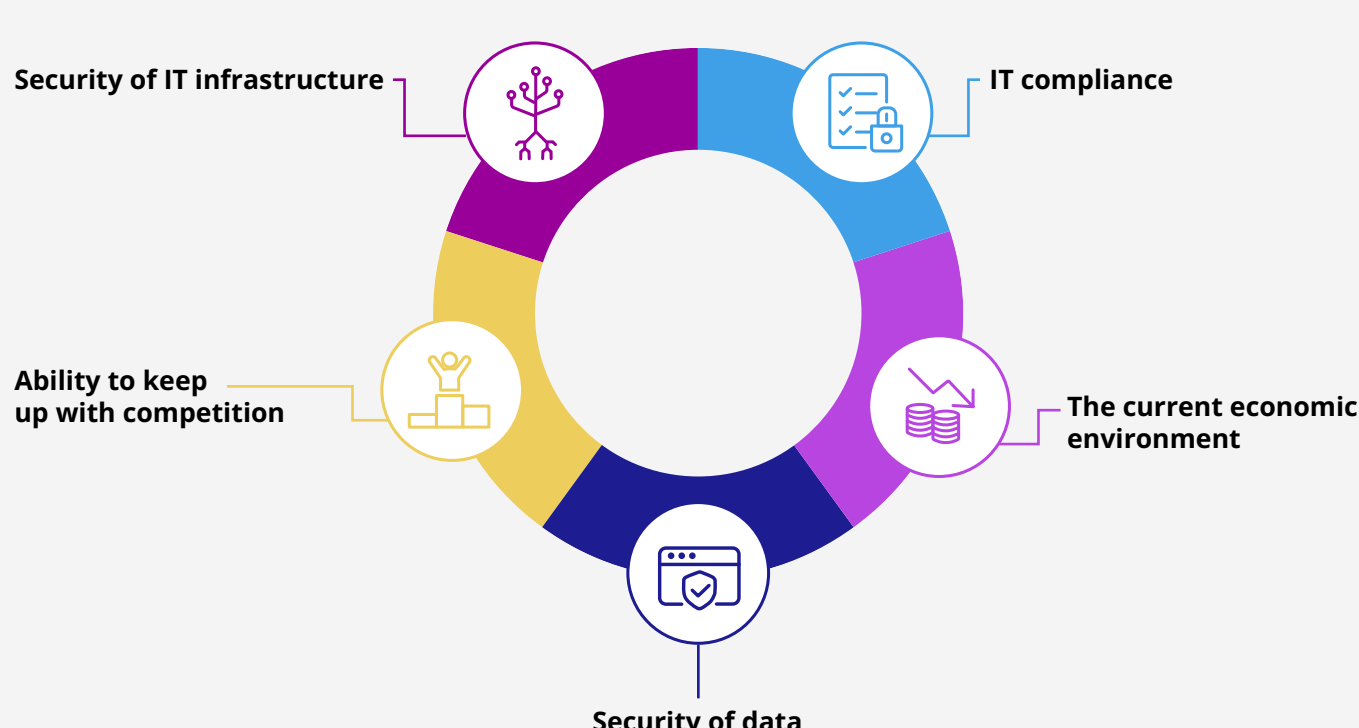 Security of IT infrastructure
IT compliance
Ability to keep
up with competition
The current economic
environment
Security of data